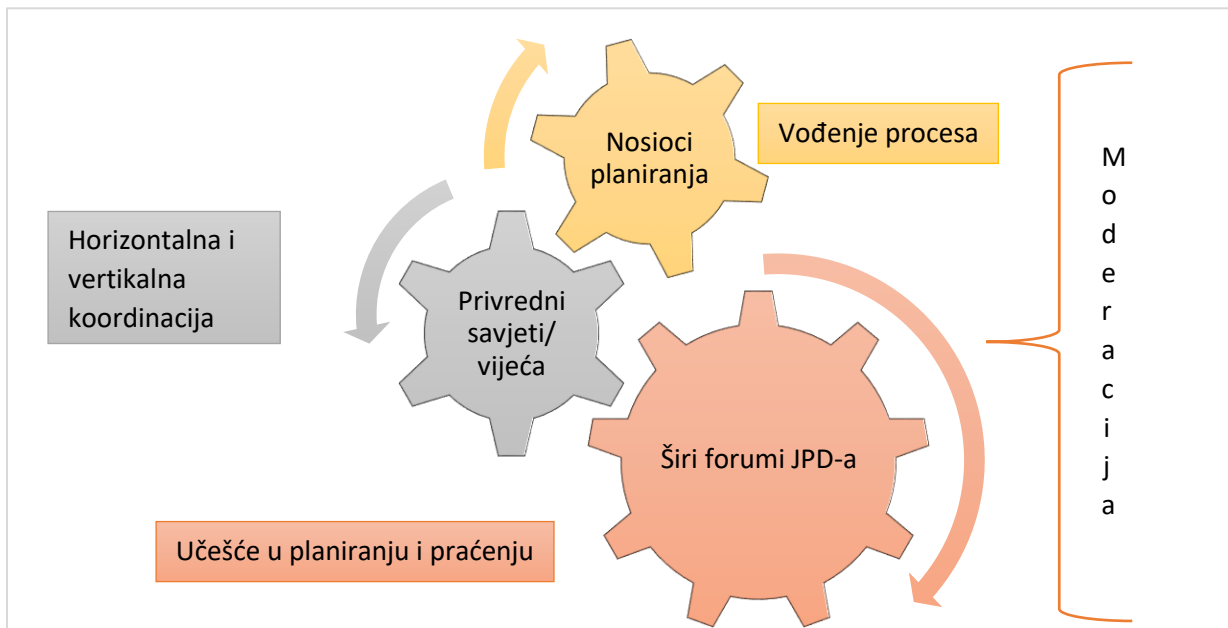 Nosioci
planiranja
Vođenje procesa
Horizontalna i
vertikalna
koordinacija
Privredni
savjeti/
vijeća
Širi forumi JPD-a
Učešće u planiranju i praćenju
M
o
d
e
r
a
c
i
j
a